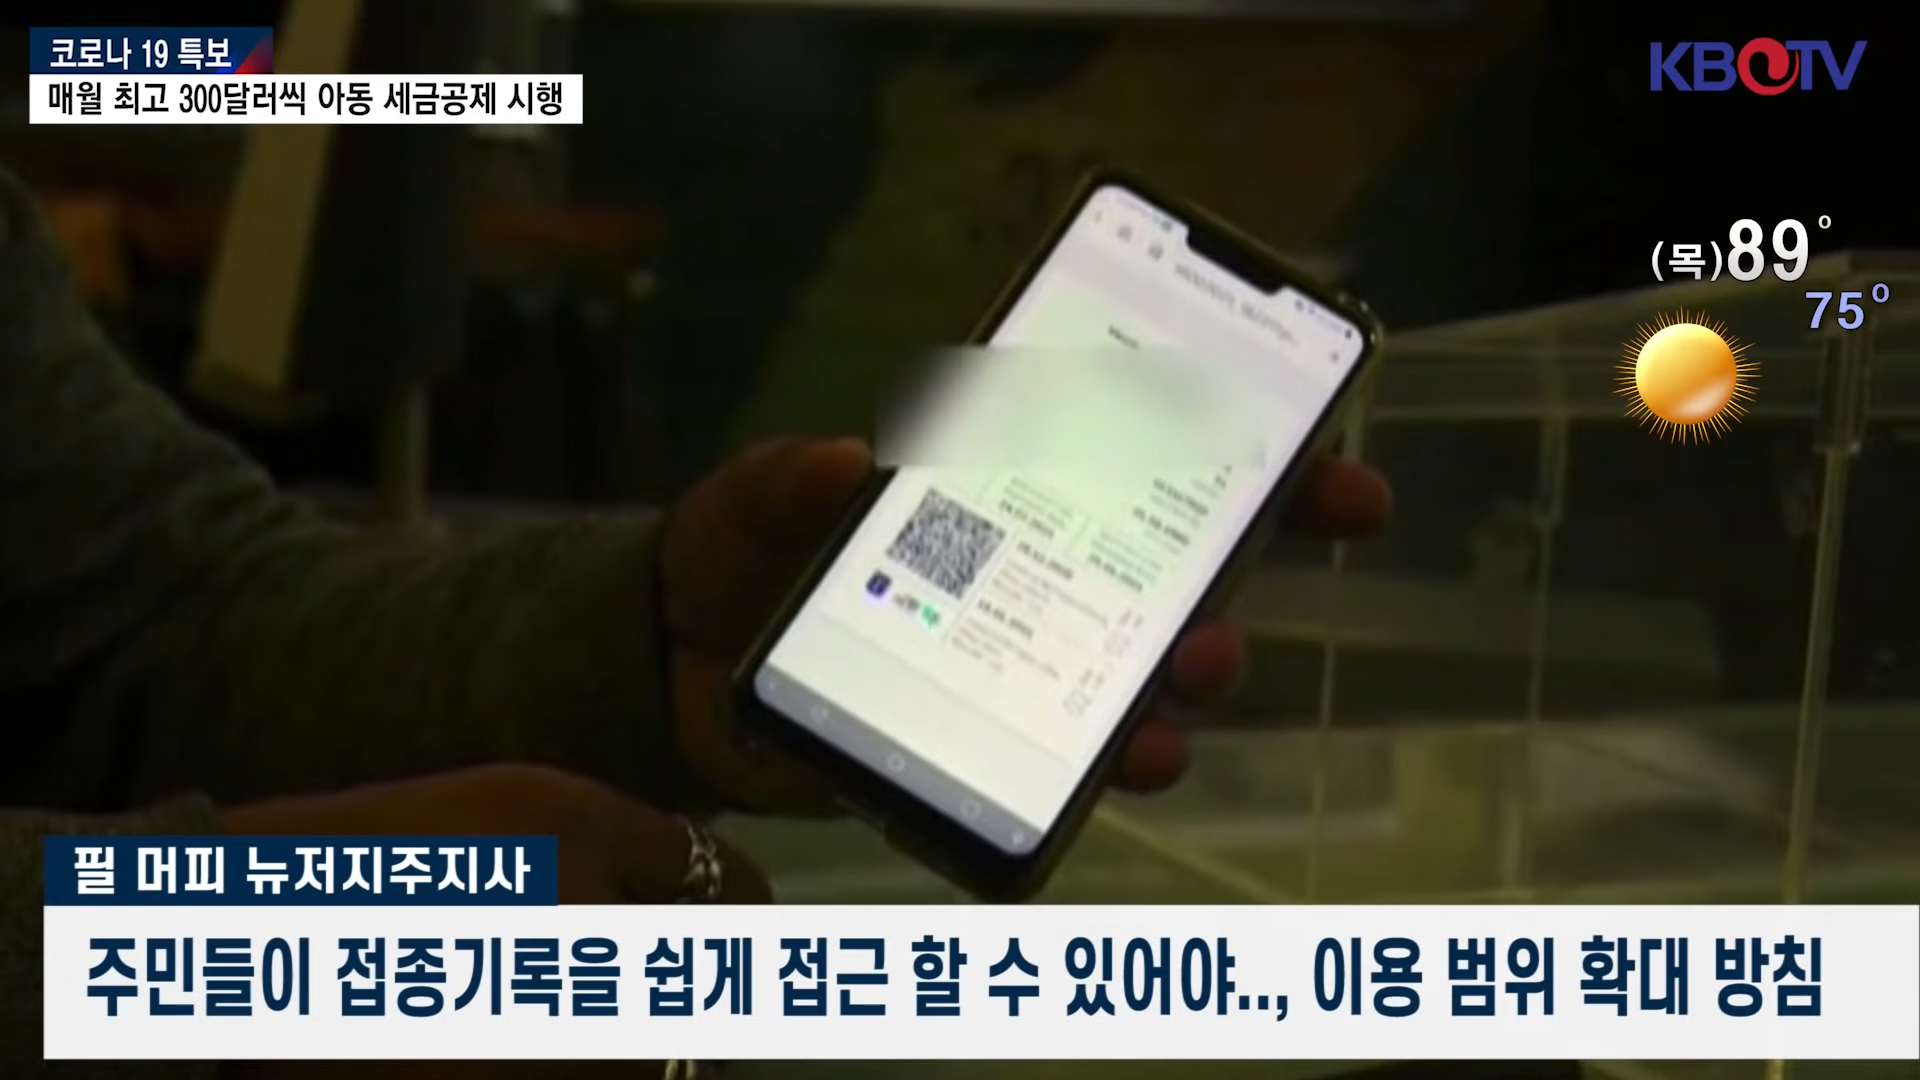 코로나 19 특보
매월 최고 300달러씩 아동 세금공제 시행
KBTV
(목)89°
75°
필 머피 뉴저지주지사
주민들이 접종기록을 쉽게 접근 할 수 있어야..., 이용 범위 확대 방침